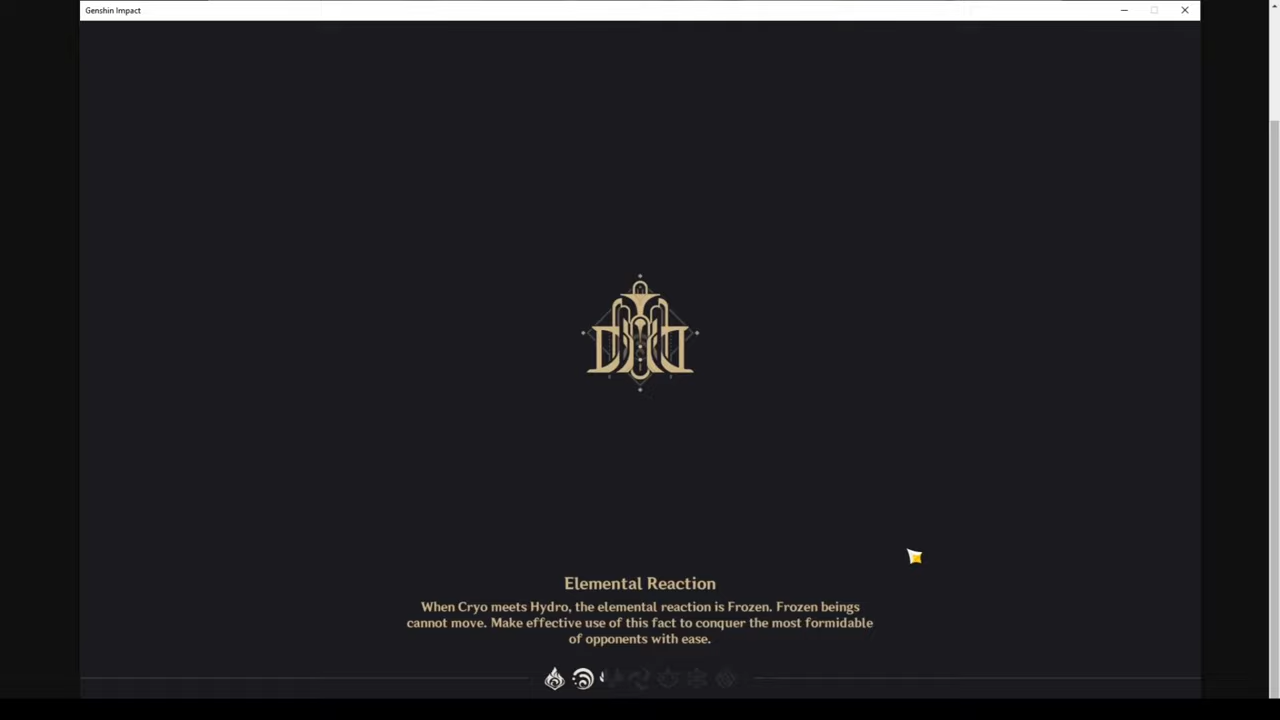 Genshin Impact
Elemental Reaction
When Cryo meets Hydro, the elemental reaction is Frozen. Frozen beings
cannot move. Make effective use of this fact to conquer the most formidable
of opponents with ease.